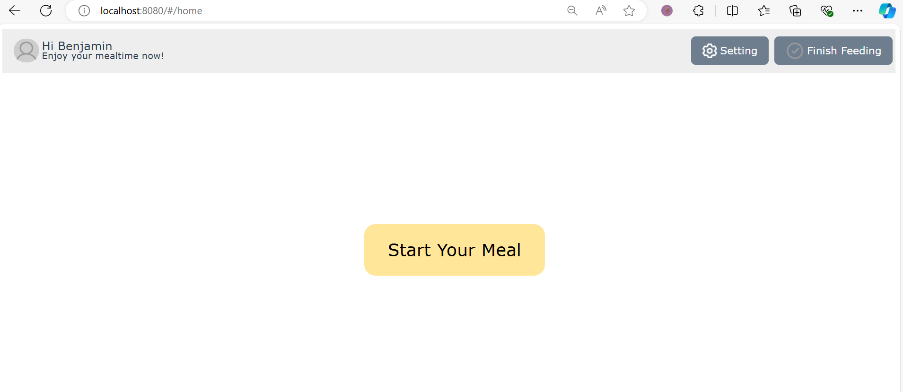 localhost:8080/#/home
Hi Benjamin
Enjoy your mealtime now!
Setting
Finish Feeding
Start Your Meal